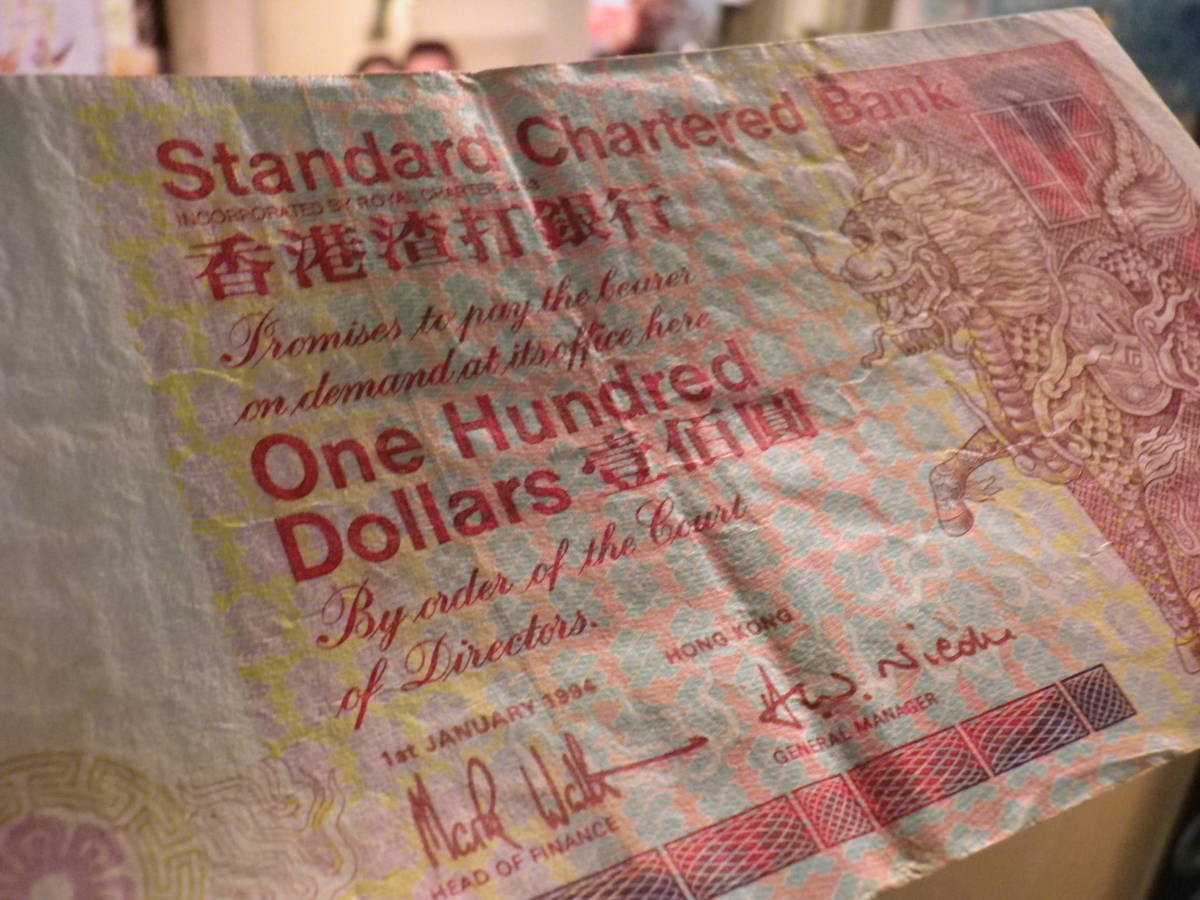 Standard Chartered Bank
INCORPORATED BY ROYAL CHARTER
香港渣打銀行
Promises to pay the bearer
on demand at its office here
One Hundred
Dollars 壹佰圓
By order of the Court
of Directors.
HONG KONG
1st JANUARY 1994
GENERAL MANAGER
HEAD OF FINANCE